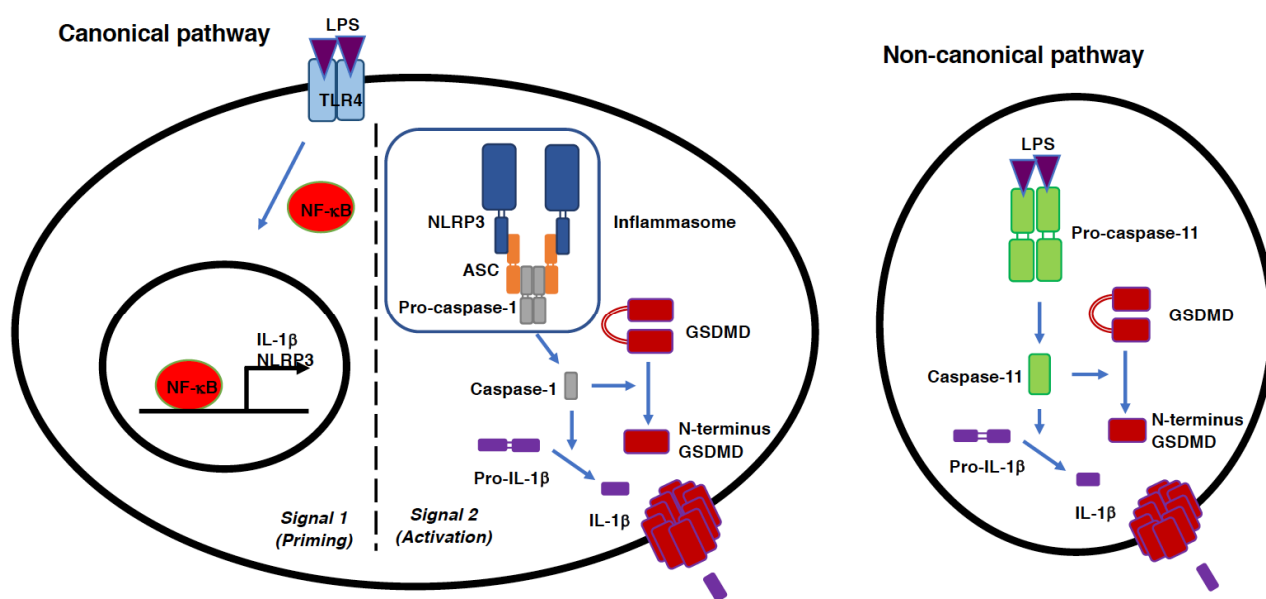 Canonical pathway
LPS
TLR4
NF-κB
IL-1β
NLRP3
NF-κB
Signal 1
(Priming)
NLRP3
ASC
Pro-caspase-1
Inflammasome
GSDMD
Caspase-1
N-terminus
GSDMD
Pro-IL-1β
IL-1β
Signal 2
(Activation)
Non-canonical pathway
LPS
Pro-caspase-11
GSDMD
Caspase-11
N-terminus
GSDMD
Pro-IL-1β
IL-1β